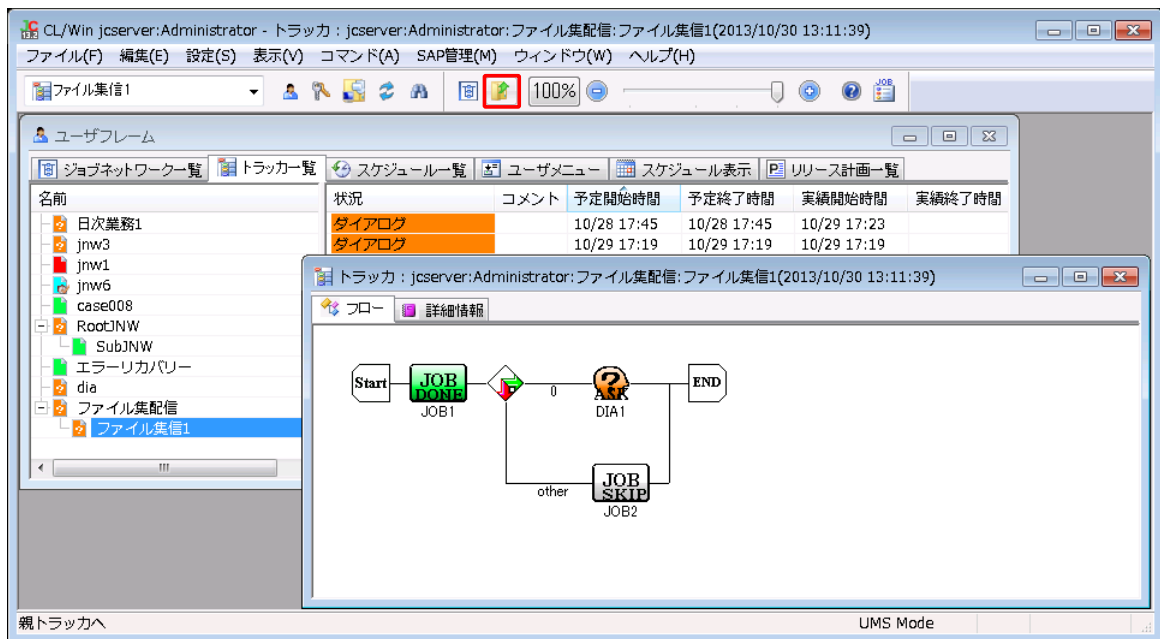 CL/Win jcserver:Administrator - トラッカ : jcserver:Administrator:ファイル集配信:ファイル集信1(2013/10/30 13:11:39)
ファイル(F) 編集(E) 設定(S) 表示(V) コマンド(A) SAP管理(M) ウィンドウ(W) ヘルプ(H)
ファイル集信1 100% JOB
ユーザフレーム
ジョブネットワーク一覧 トラッカ一覧 スケジュール一覧 ユーザメニュー スケジュール表示 リリース計画一覧
名前 状況 コメント 予定開始時間 予定終了時間 実績開始時間 実績終了時間
日次業務1 ダイアログ 10/28 17:45 10/28 17:45 10/29 17:23
jnw3 ダイアログ 10/29 17:19 10/29 17:19 10/29 17:19
jnw1
jnw6
case008
RootJNW
SubJNW
エラーリカバリー
dia
ファイル集配信
ファイル集信1
トラッカ : jcserver:Administrator:ファイル集配信:ファイル集信1(2013/10/30 13:11:39)
フロー 詳細情報
Start JOB DONE 0 ASK END
JOB1 DIA1
other JOB SKIP
JOB2
親トラッカへ UMS Mode